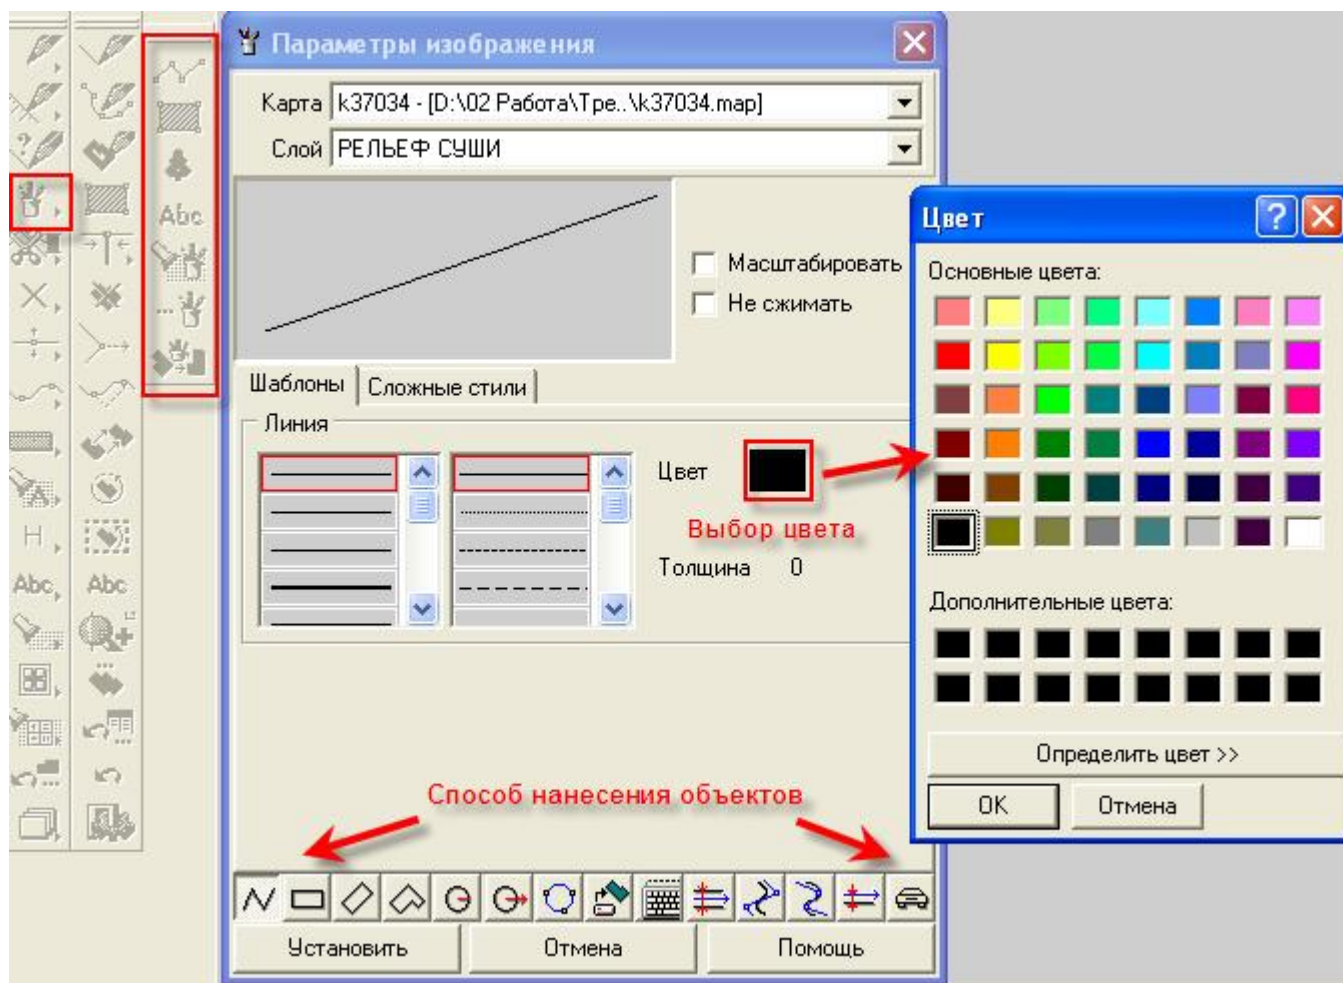 Параметры изображения
Карта k37034 - [D:\02 Работа\Тре..\k37034.map]
Слой РЕЛЬЕФ СУШИ
Abc
Масштабировать
Не сжимать
Шаблоны Сложные стили
Линия
Цвет
Выбор цвета
Толщина 0
H
Abc Abc
Способ нанесения объектов
Установить Отмена Помощь
Цвет
Основные цвета:
Дополнительные цвета:
Определить цвет >>
OK Отмена